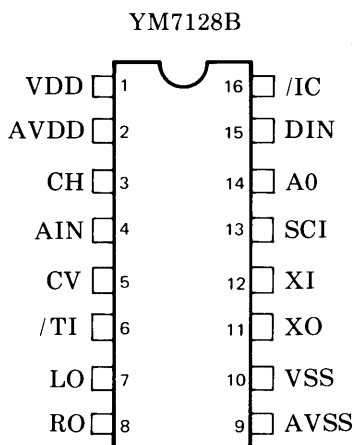 YM7128B
VDD 1 16 /IC
AVDD 2 15 DIN
CH 3 14 A0
AIN 4 13 SCI
CV 5 12 XI
/TI 6 11 XO
LO 7 10 VSS
RO 8 9 AVSS